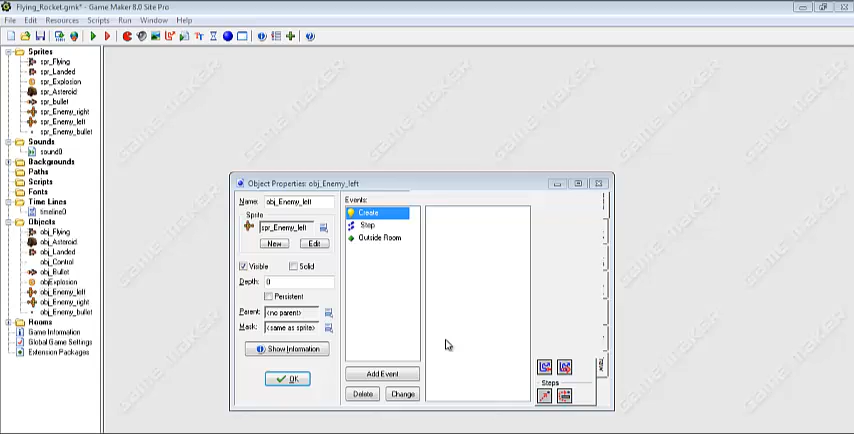 Flying_Rocket.gmk* - Game Maker 8.0 Site Pro
File Edit Resources Scripts Run Window Help
Sprites
spr_Flying
spr_Landed
spr_Explosion
spr_Asteroid
spr_bullet
spr_Enemy_right
spr_Enemy_left
spr_Enemy_bullet
Sounds
sound0
Backgrounds
Paths
Scripts
Fonts
Time Lines
timeline0
Objects
obj_Flying
obj_Asteroid
obj_Landed
obj_Control
obj_Bullet
objExplosion
obj_Enemy_left
obj_Enemy_right
obj_Enemy_bullet
Rooms
Game Information
Global Game Settings
Extension Packages
GAME MAKER
Object Properties: obj_Enemy_left
Name: obj_Enemy_left
Sprite
spr_Enemy_left
New Edit
Visible Solid
Depth: 0
Persistent
Parent: <no parent>
Mask: <same as sprite>
Show Information
OK
Events:
Create
Step
Outside Room
Add Event
Delete Change
Steps